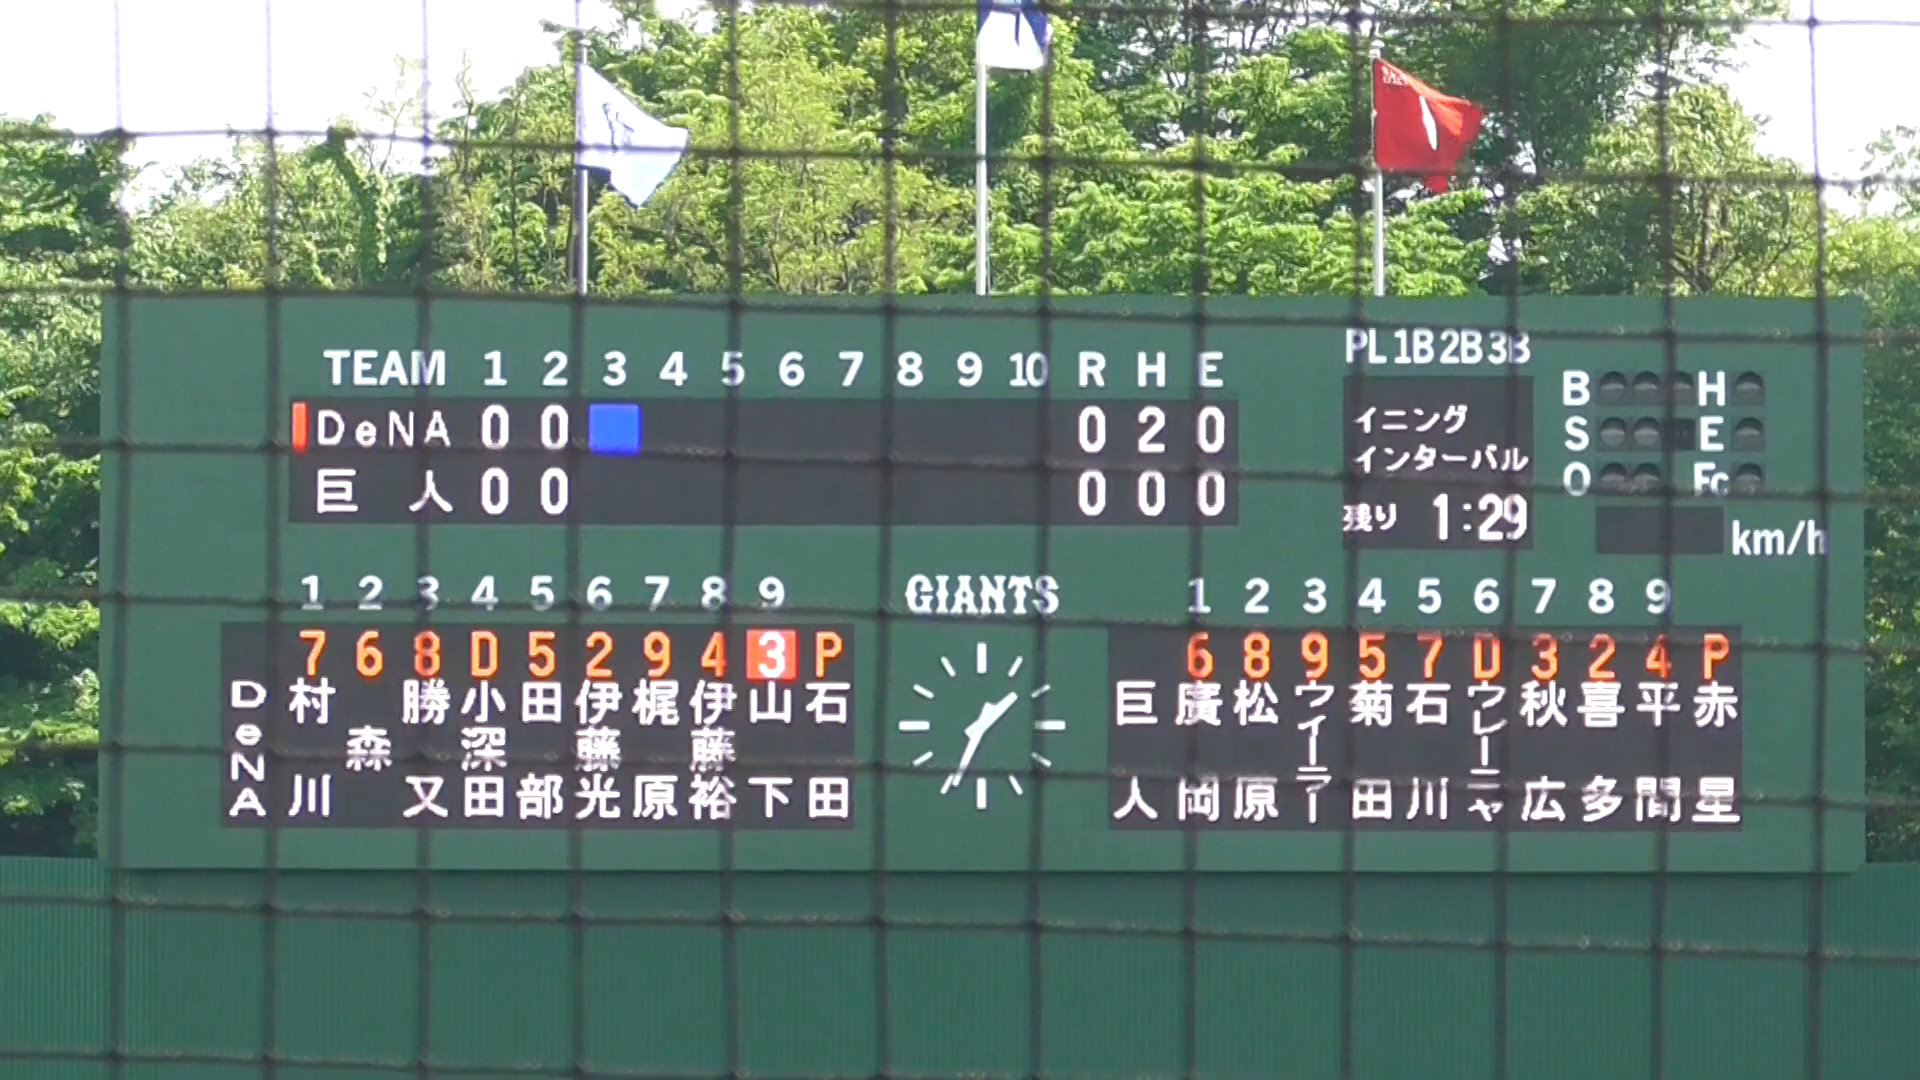 TEAM 1 2 3 4 5 6 7 8 9 10 R H E
DeNA 0 0 0 2 0
巨人 0 0 0 0 0
PL 1B 2B 3B
イニング
インターバル
残り 1:29
B H
S E
O Fc
km/h
1 2 3 4 5 6 7 8 9
7 6 8 D 5 2 9 4 3 P
DeNA
村川
森
勝又
小深田
田部
伊藤光
梶原
伊藤裕
山下
石田
GIANTS
1 2 3 4 5 6 7 8 9
6 8 9 5 7 D 3 2 4 P
巨人
廣岡
松原
ウィーラー
菊田
石川
ウレーニャ
秋広
喜多
平間
赤星